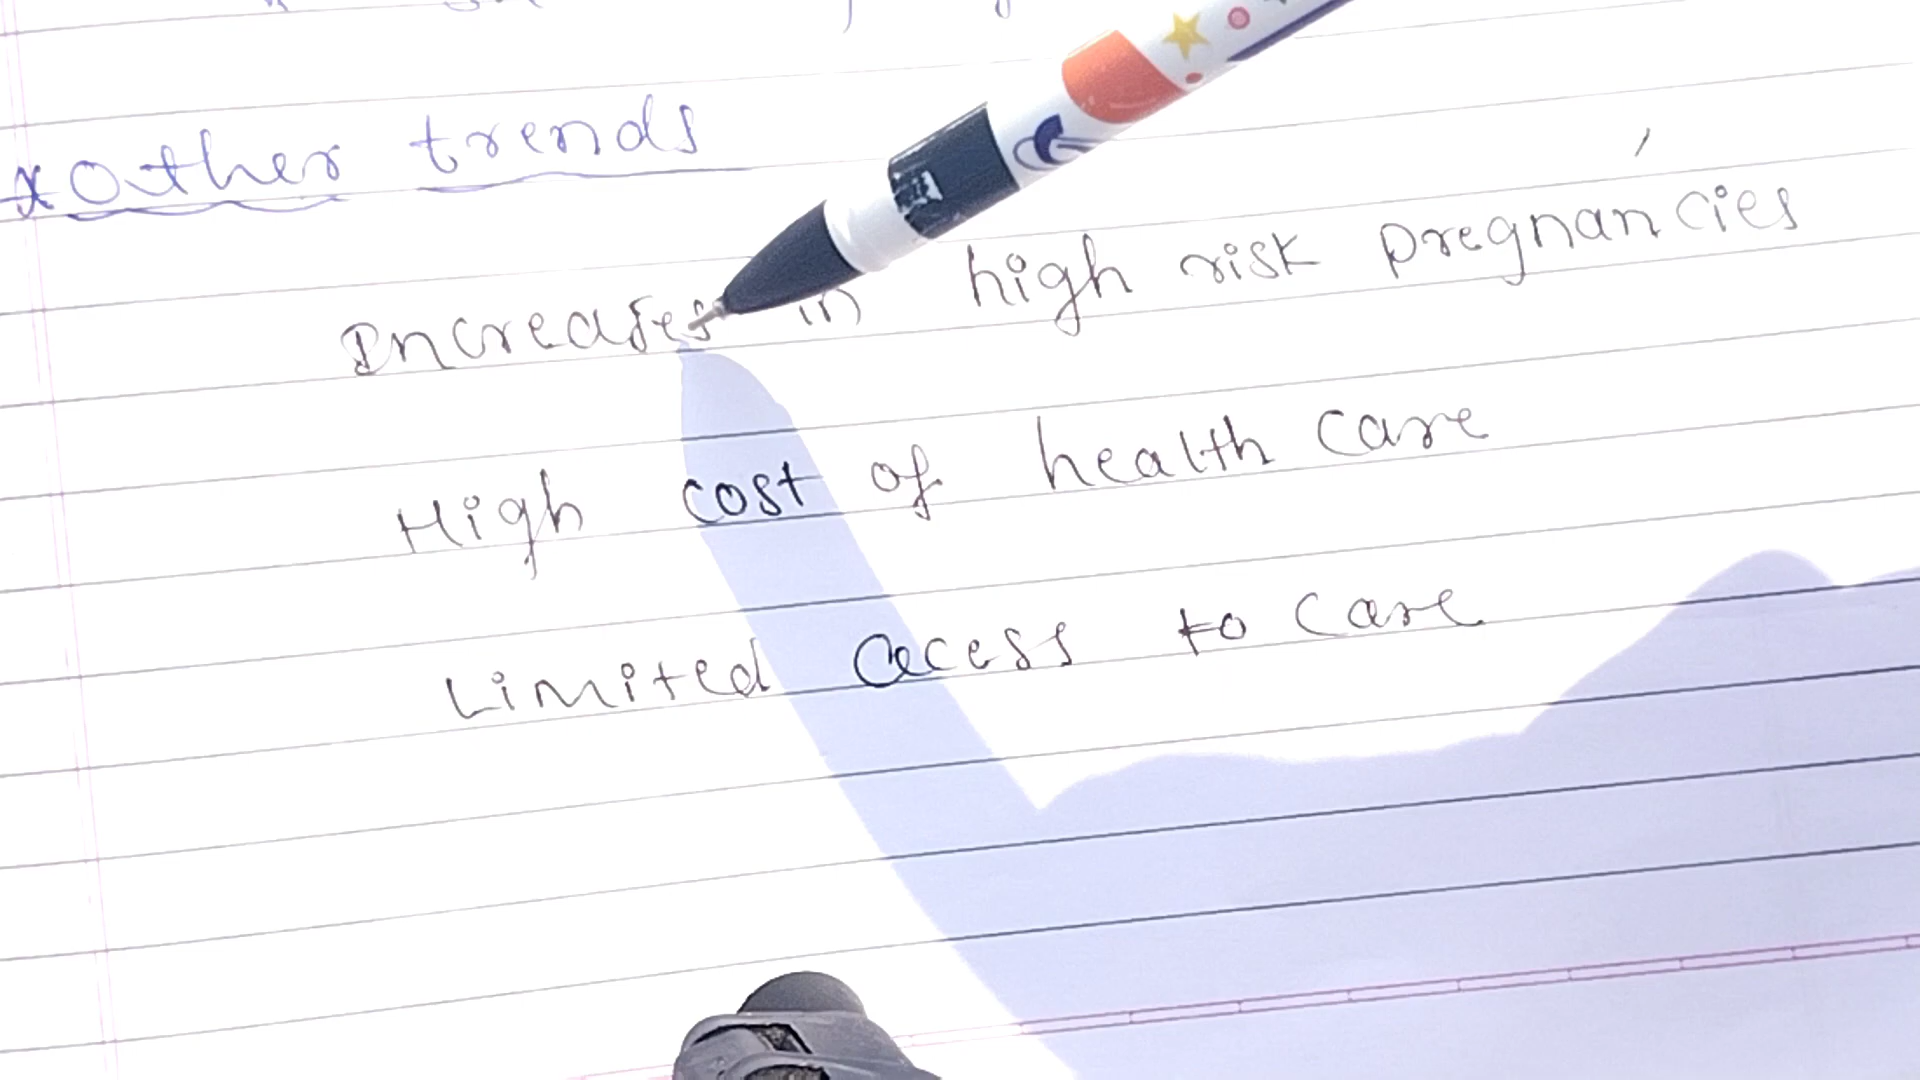 x Other trends
Increases in high risk pregnancies
High cost of health care
Limited acess to care